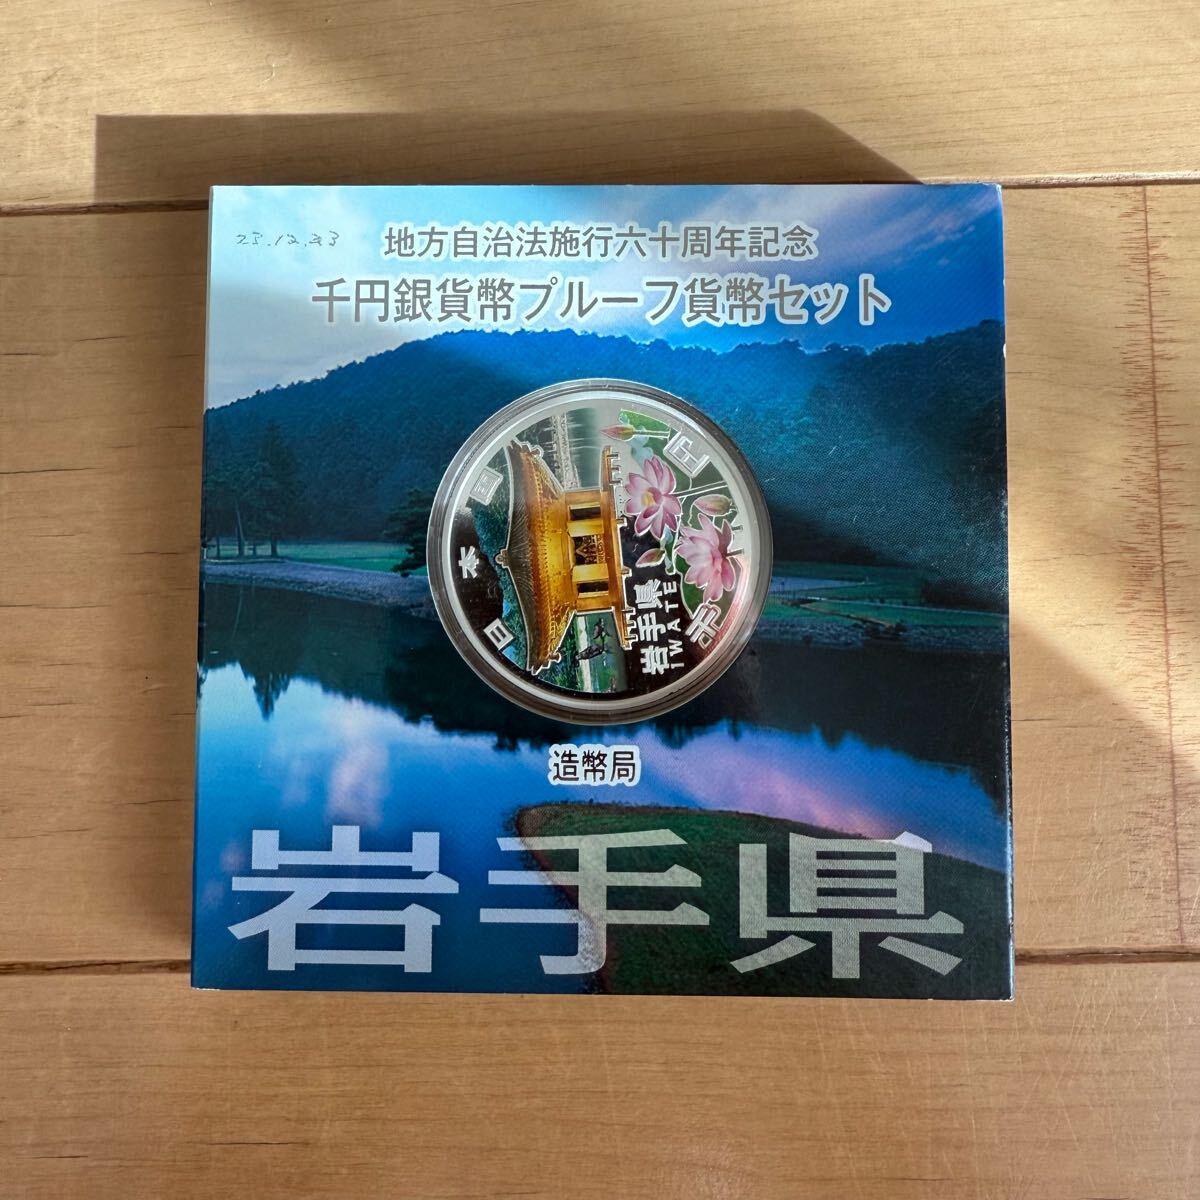 23.12.23
地方自治法施行六十周年記念
千円銀貨幣プルーフ貨幣セット
日本国
千円
岩手県
IWATE
造幣局
岩手県